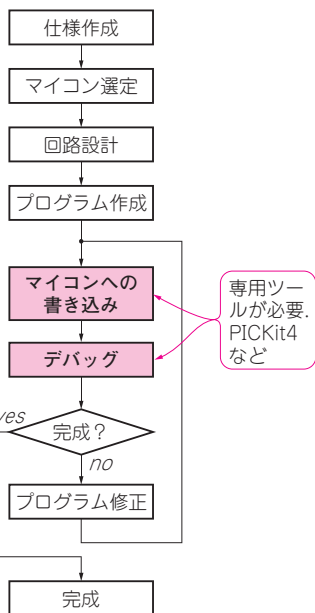 仕様作成
マイコン選定
回路設計
プログラム作成
マイコンへの
書き込み
デバッグ
専用ツー
ルが必要.
PICKit4
など
yes
完成？
no
プログラム修正
完成